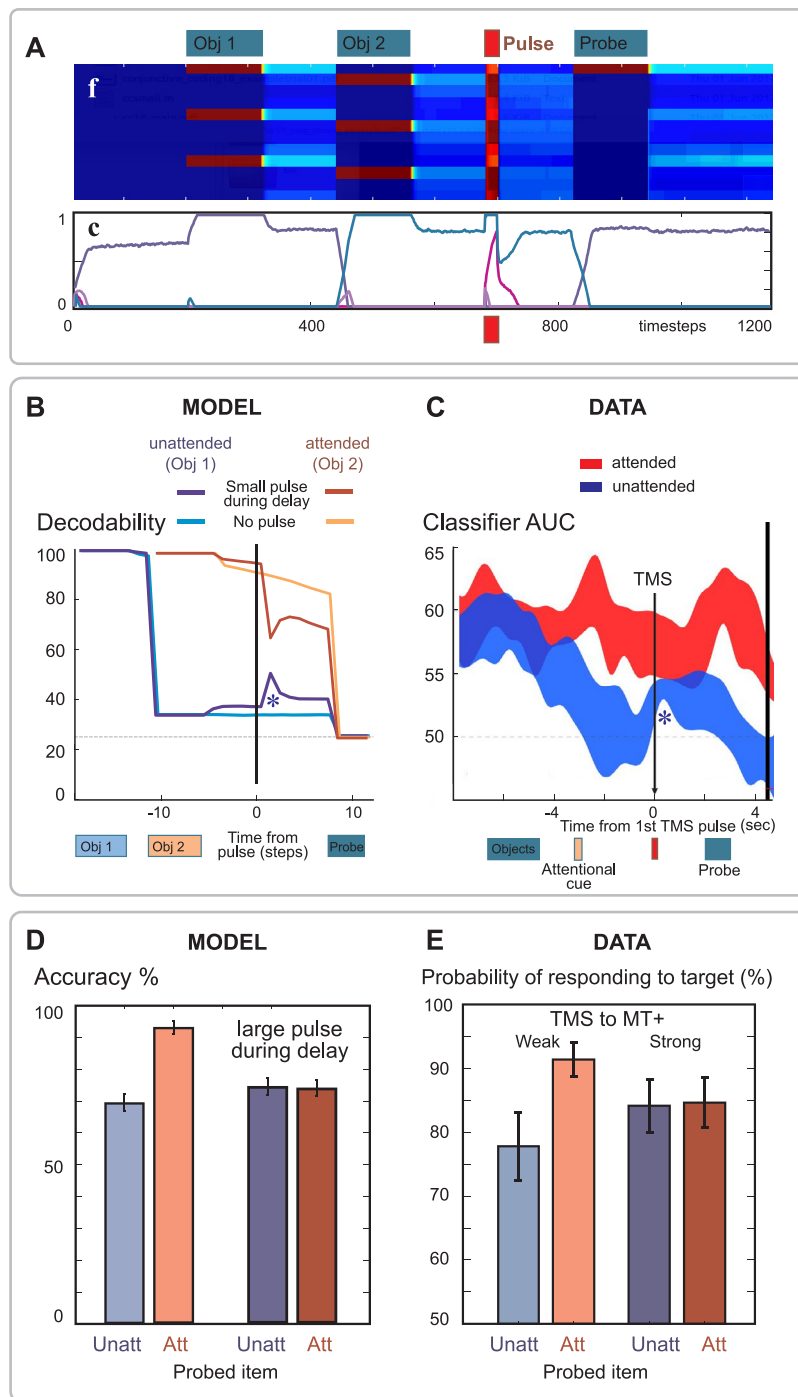 A
Obj 1
Obj 2
Pulse
Probe
f
c
1
0
0
400
800
timesteps
1200
B
MODEL
unattended
(Obj 1)
attended
(Obj 2)
Small pulse
during delay
No pulse
Decodability
100
80
60
40
20
0
*
-10
0
10
Obj 1
Obj 2
Time from
pulse (steps)
Probe
C
DATA
attended
unattended
Classifier AUC
65
60
55
50
TMS
*
-4
0
4
Time from 1st TMS pulse (sec)
Objects
Attentional
cue
Probe
D
MODEL
Accuracy %
100
50
0
large pulse
during delay
Unatt
Att
Unatt
Att
Probed item
E
DATA
Probability of responding to target (%)
100
90
80
70
60
50
TMS to MT+
Weak
Strong
Unatt
Att
Unatt
Att
Probed item